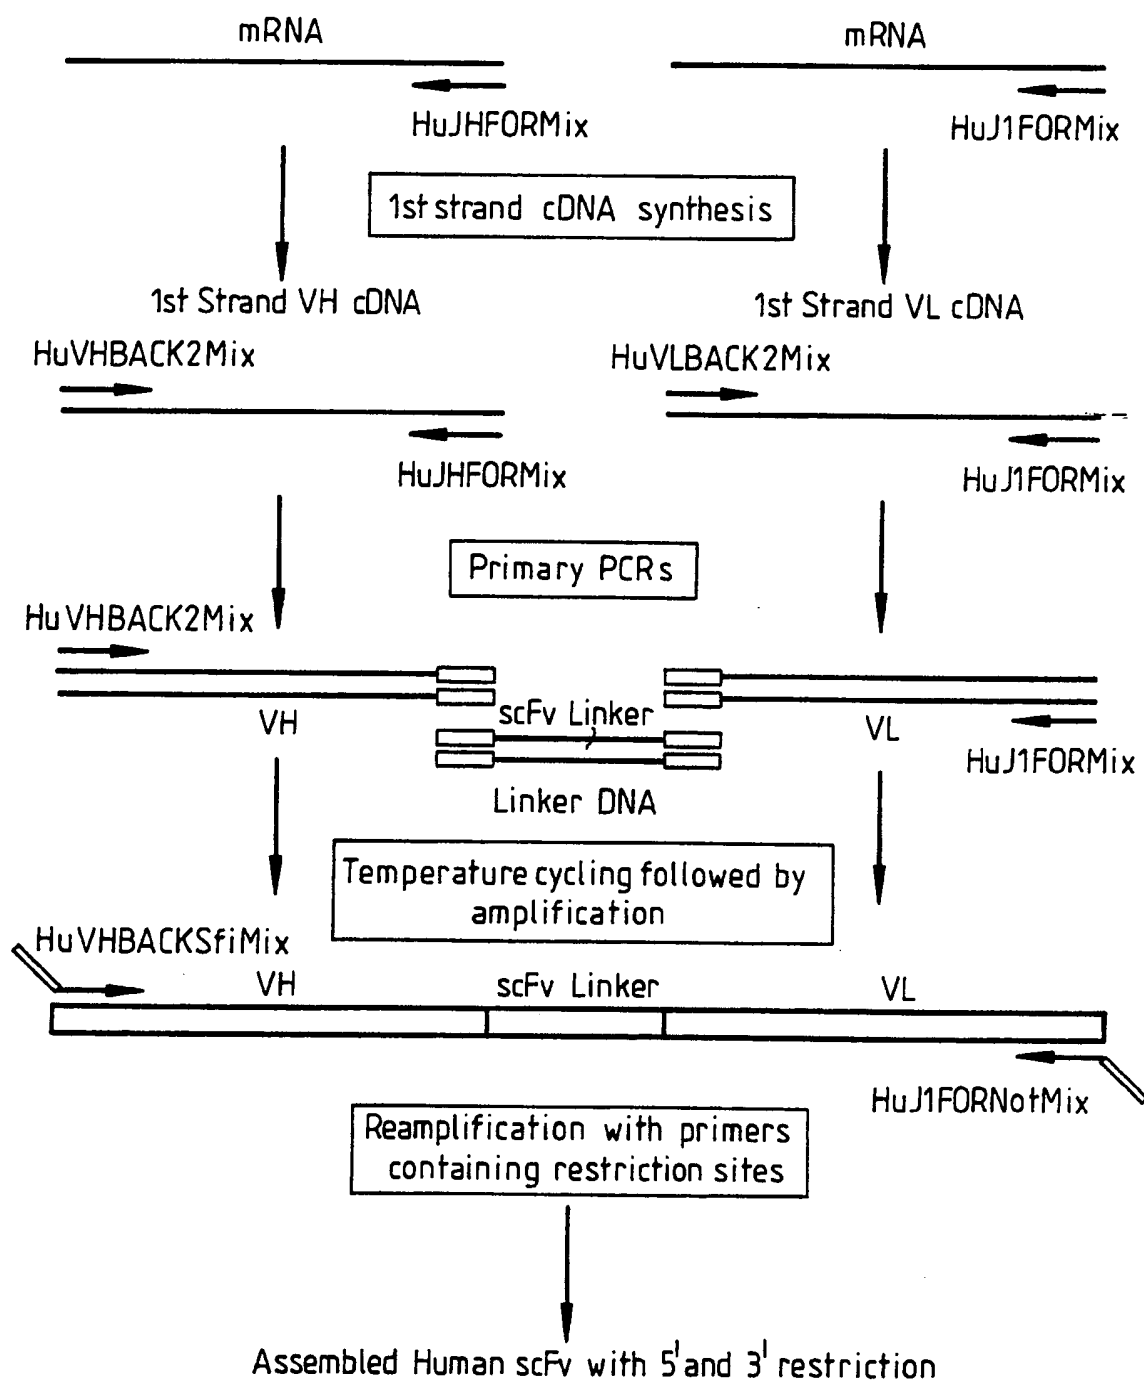 mRNA
mRNA
HuJHFORMix
HuJ1FORMix
1st strand cDNA synthesis
1st Strand VH cDNA
1st Strand VL cDNA
HuVHBACK2Mix
HuVLBACK2Mix
HuJHFORMix
HuJ1FORMix
Primary PCRs
HuVHBACK2Mix
scFv Linker
VH
VL
HuJ1FORMix
Linker DNA
Temperature cycling followed by
amplification
HuVHBACKSfiMix
VH
scFv Linker
VL
HuJ1FORNotMix
Reamplification with primers
containing restriction sites
Assembled Human scFv with 5' and 3' restriction